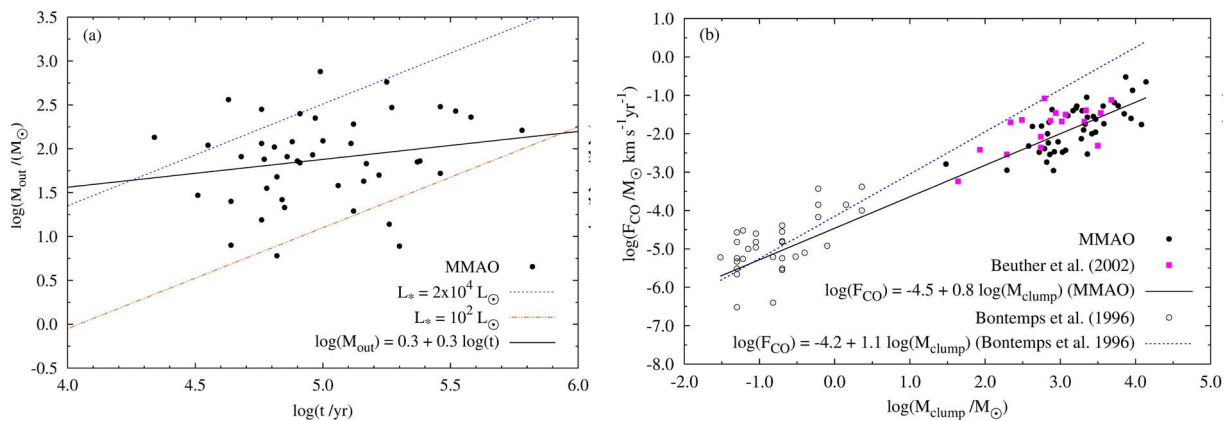 (a)
3.5
3.0
2.5
2.0
1.5
1.0
0.5
0.0
-0.5
log(M_out /(M_☉)
4.0
4.5
5.0
5.5
6.0
log(t /yr)
MMAO
L_* = 2x10^4 L_☉
L_* = 10^2 L_☉
log(M_out) = 0.3 + 0.3 log(t)
(b)
1.0
0.0
-1.0
-2.0
-3.0
-4.0
-5.0
-6.0
-7.0
-8.0
log(F_CO /M_☉ km s^-1 yr^-1)
-2.0
-1.0
0.0
1.0
2.0
3.0
4.0
5.0
log(M_clump /M_☉)
MMAO
Beuther et al. (2002)
log(F_CO) = -4.5 + 0.8 log(M_clump) (MMAO)
Bontemps et al. (1996)
log(F_CO) = -4.2 + 1.1 log(M_clump) (Bontemps et al. 1996)